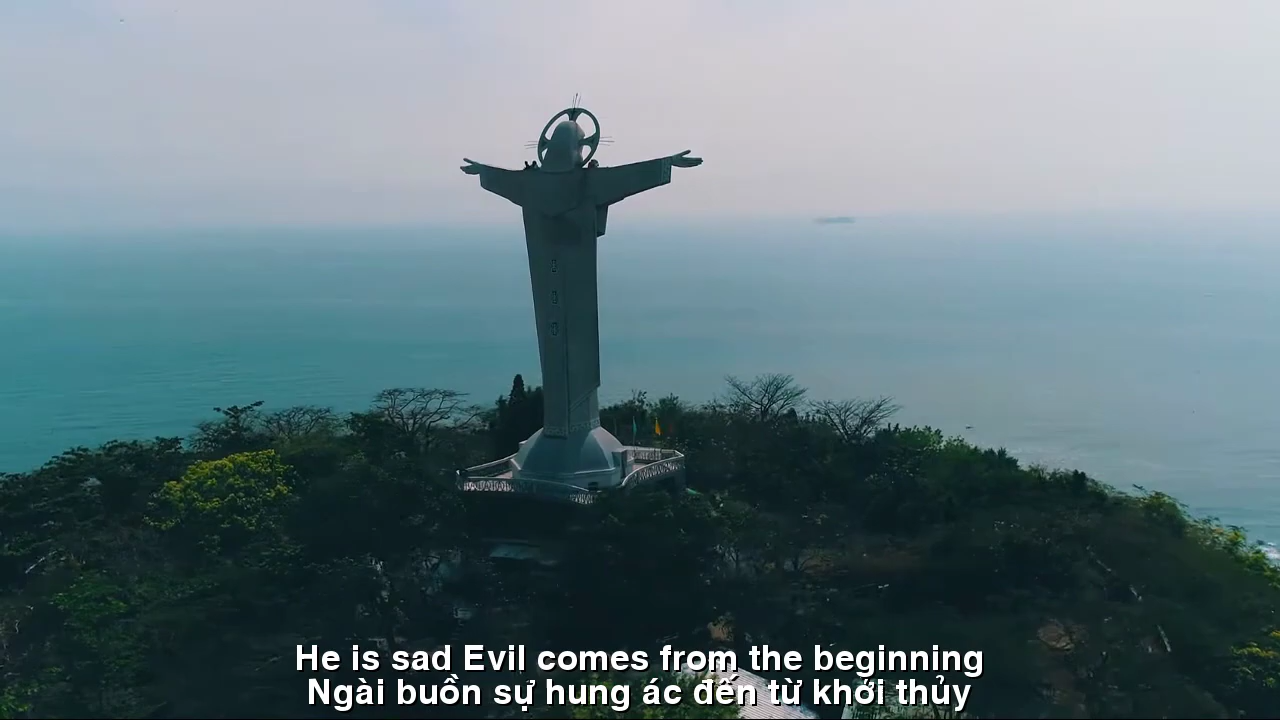 He is sad Evil comes from the beginning
Ngài buồn sự hung ác đến từ khởi thủy